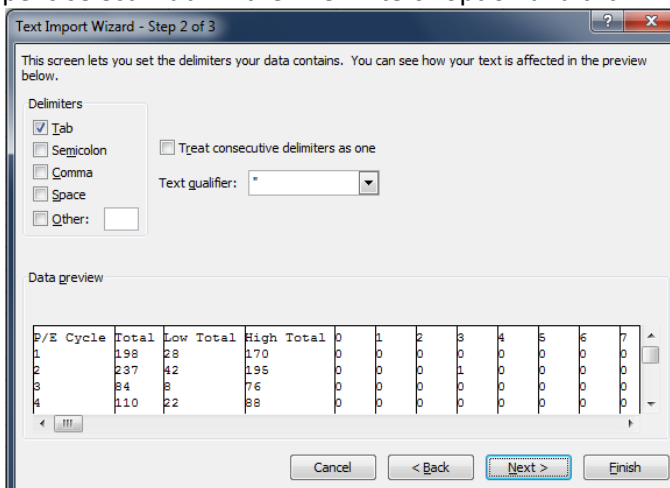 Text Import Wizard - Step 2 of 3
This screen lets you set the delimiters your data contains. You can see how your text is affected in the preview
below.
Delimiters
Tab
Semicolon
Comma
Space
Other:
Treat consecutive delimiters as one
Text qualifier: "
Data preview
P/E Cycle Total Low Total High Total 0 1 2 3 4 5 6 7
1 198 28 170 0 0 0 0 0 0 0 0
2 237 42 195 0 0 0 1 0 0 0 0
3 84 8 76 0 0 0 0 0 0 0 0
4 110 22 88 0 0 0 0 0 0 0 0
Cancel < Back Next > Finish